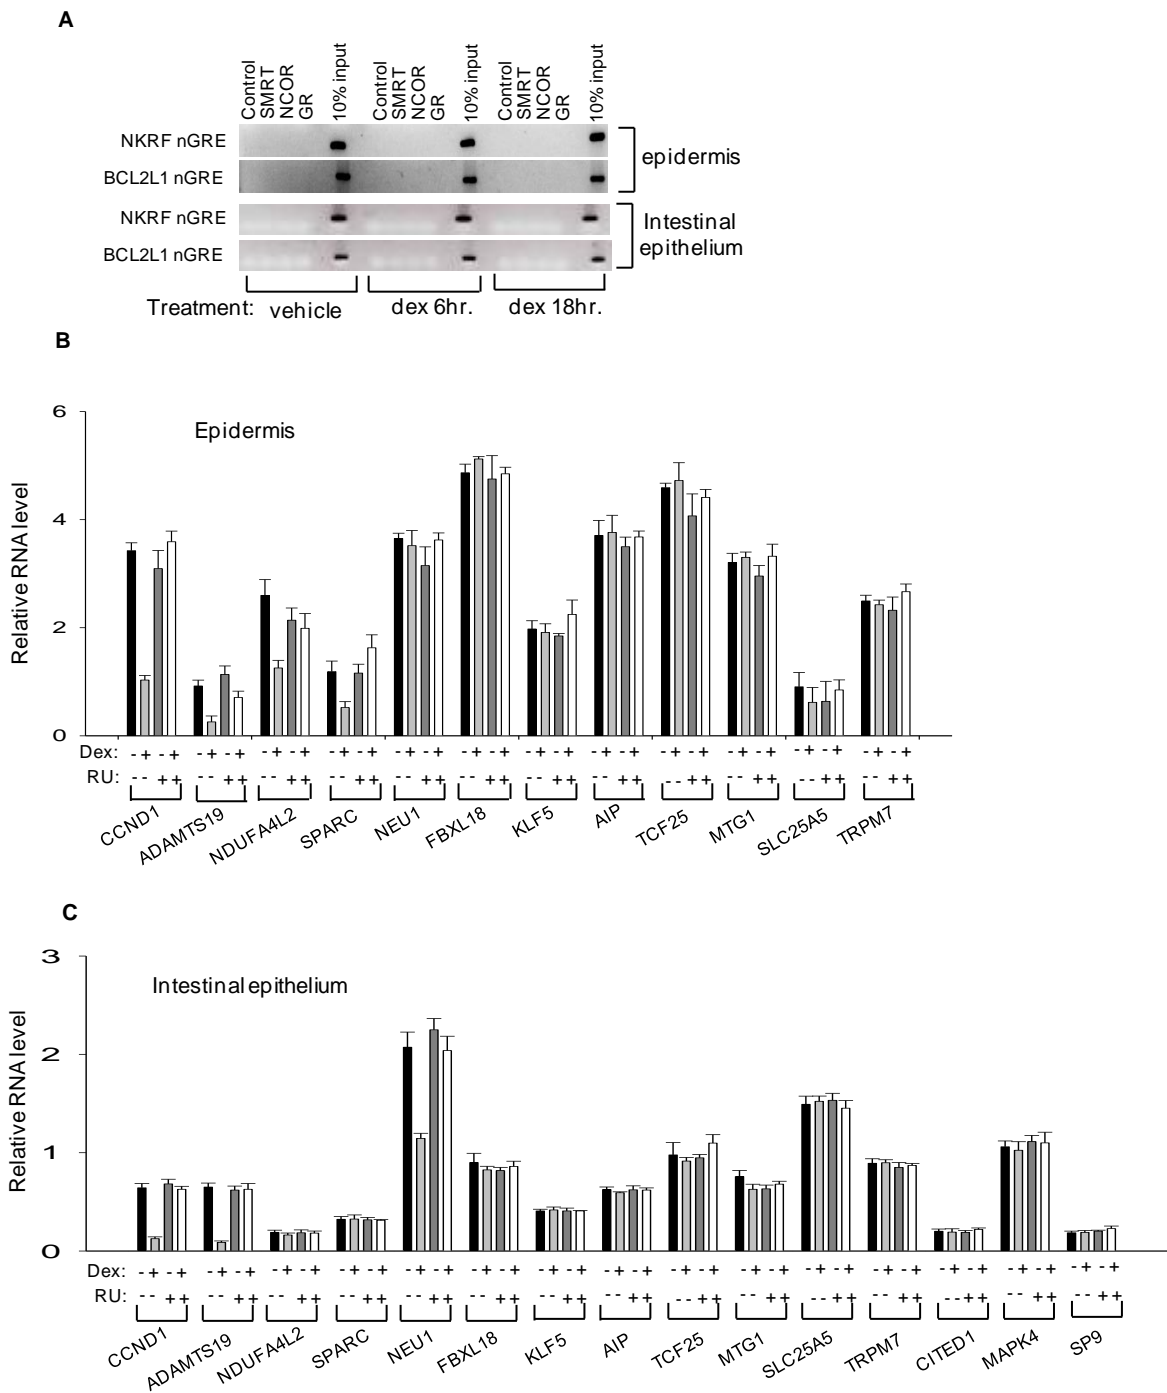 A
Control
SMRT
NCOR
GR
10% input
Control
SMRT
NCOR
GR
10% input
Control
SMRT
NCOR
GR
10% input
NKRF nGRE
BCL2L1 nGRE
epidermis
NKRF nGRE
BCL2L1 nGRE
Intestinal
epithelium
Treatment: vehicle dex 6hr. dex 18hr.
B
Epidermis
Relative RNA level
6
4
2
0
Dex: - + - + - + - + - + - + - + - + - + - + - + - + - + - + - + - + - + - + - + - + - + - + - + - +
RU: - - + + - - + + - - + + - - + + - - + + - - + + - - + + - - + + - - + + - - + + - - + + - - + +
CCND1 ADAMTS19 NDUFA4L2 SPARC NEU1 FBXL18 KLF5 AIP TCF25 MTG1 SLC25A5 TRPM7
C
Intestinal epithelium
Relative RNA level
3
2
1
0
Dex: - + - + - + - + - + - + - + - + - + - + - + - + - + - + - + - + - + - + - + - + - + - + - + - + - + - + - + - + - + - +
RU: - - + + - - + + - - + + - - + + - - + + - - + + - - + + - - + + - - + + - - + + - - + + - - + + - - + + - - + + - - + +
CCND1 ADAMTS19 NDUFA4L2 SPARC NEU1 FBXL18 KLF5 AIP TCF25 MTG1 SLC25A5 TRPM7 CITED1 MAPK4 SP9